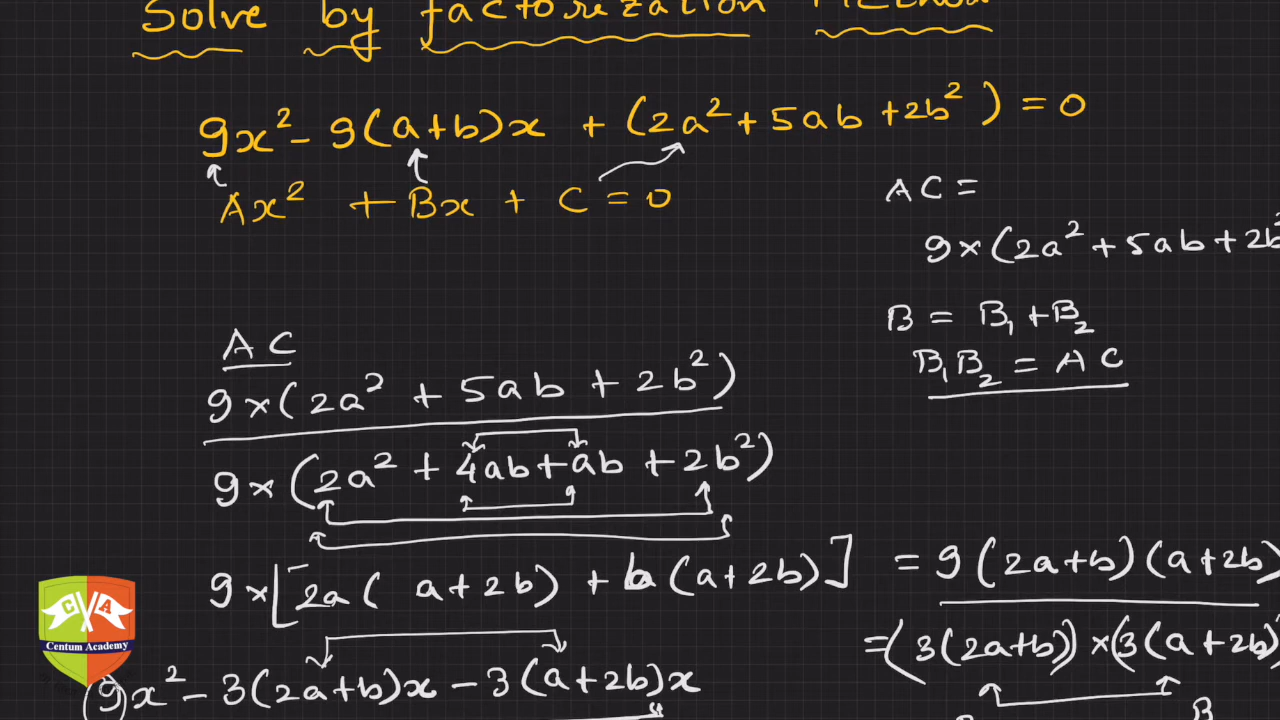 Solve by factorization Method
9x² - 9(a+b)x + (2a² + 5ab + 2b²) = 0
Ax² + Bx + C = 0
AC =
9×(2a² + 5ab + 2b²
B = B₁ + B₂
B₁B₂ = AC
AC
9×(2a² + 5ab + 2b²)
9×(2a² + 4ab + ab + 2b²)
9×[2a(a+2b) + b(a+2b)] = 9(2a+b)(a+2b)
=(3(2a+b))×(3(a+2b)
9x² - 3(2a+b)x - 3(a+2b)x
CA
Centum Academy